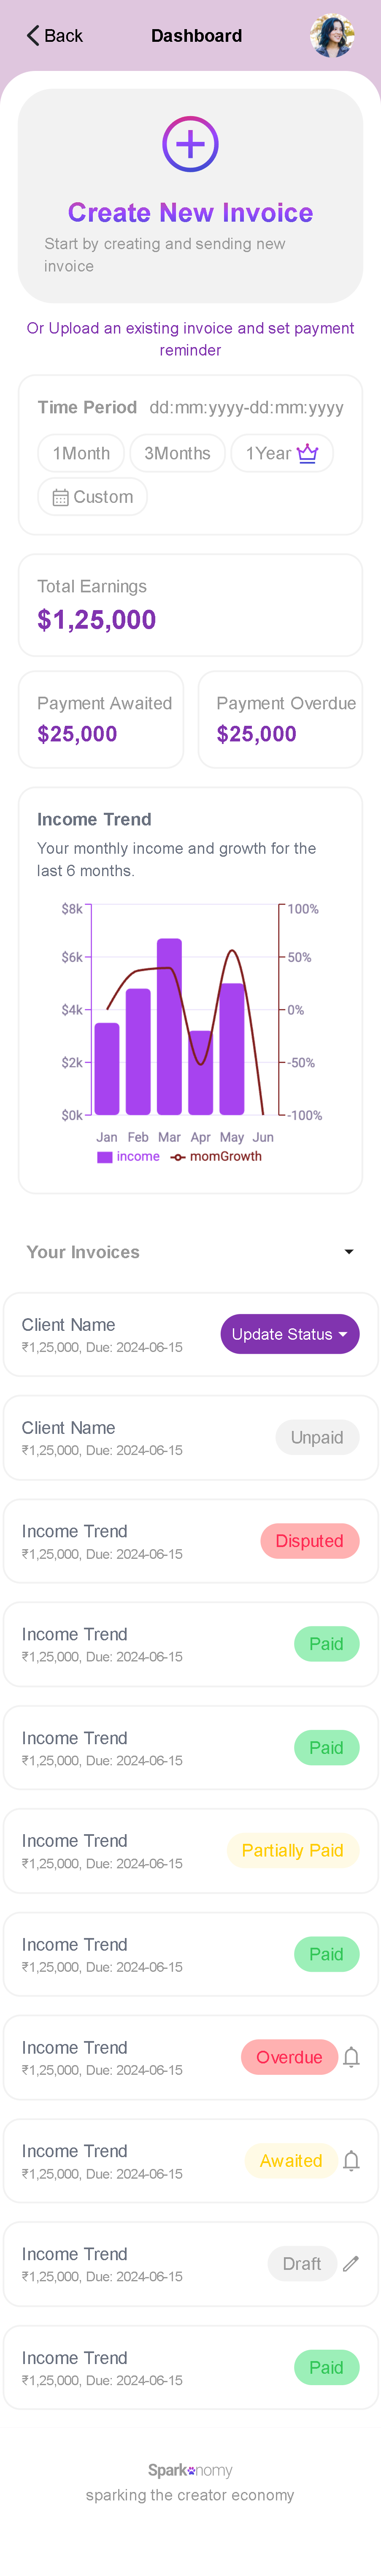 Back
Dashboard
Create New Invoice
Start by creating and sending new
invoice
Or Upload an existing invoice and set payment
reminder
Time Period dd:mm:yyyy-dd:mm:yyyy
1Month 3Months 1Year
Custom
Total Earnings
$1,25,000
Payment Awaited
$25,000
Payment Overdue
$25,000
Income Trend
Your monthly income and growth for the
last 6 months.
$8k 100%
$6k 50%
$4k 0%
$2k -50%
$0k -100%
Jan Feb Mar Apr May Jun
income momGrowth
Your Invoices
Client Name
₹1,25,000, Due: 2024-06-15
Update Status
Client Name
₹1,25,000, Due: 2024-06-15
Unpaid
Income Trend
₹1,25,000, Due: 2024-06-15
Disputed
Income Trend
₹1,25,000, Due: 2024-06-15
Paid
Income Trend
₹1,25,000, Due: 2024-06-15
Paid
Income Trend
₹1,25,000, Due: 2024-06-15
Partially Paid
Income Trend
₹1,25,000, Due: 2024-06-15
Paid
Income Trend
₹1,25,000, Due: 2024-06-15
Overdue
Income Trend
₹1,25,000, Due: 2024-06-15
Awaited
Income Trend
₹1,25,000, Due: 2024-06-15
Draft
Income Trend
₹1,25,000, Due: 2024-06-15
Paid
Sparkonomy
sparking the creator economy